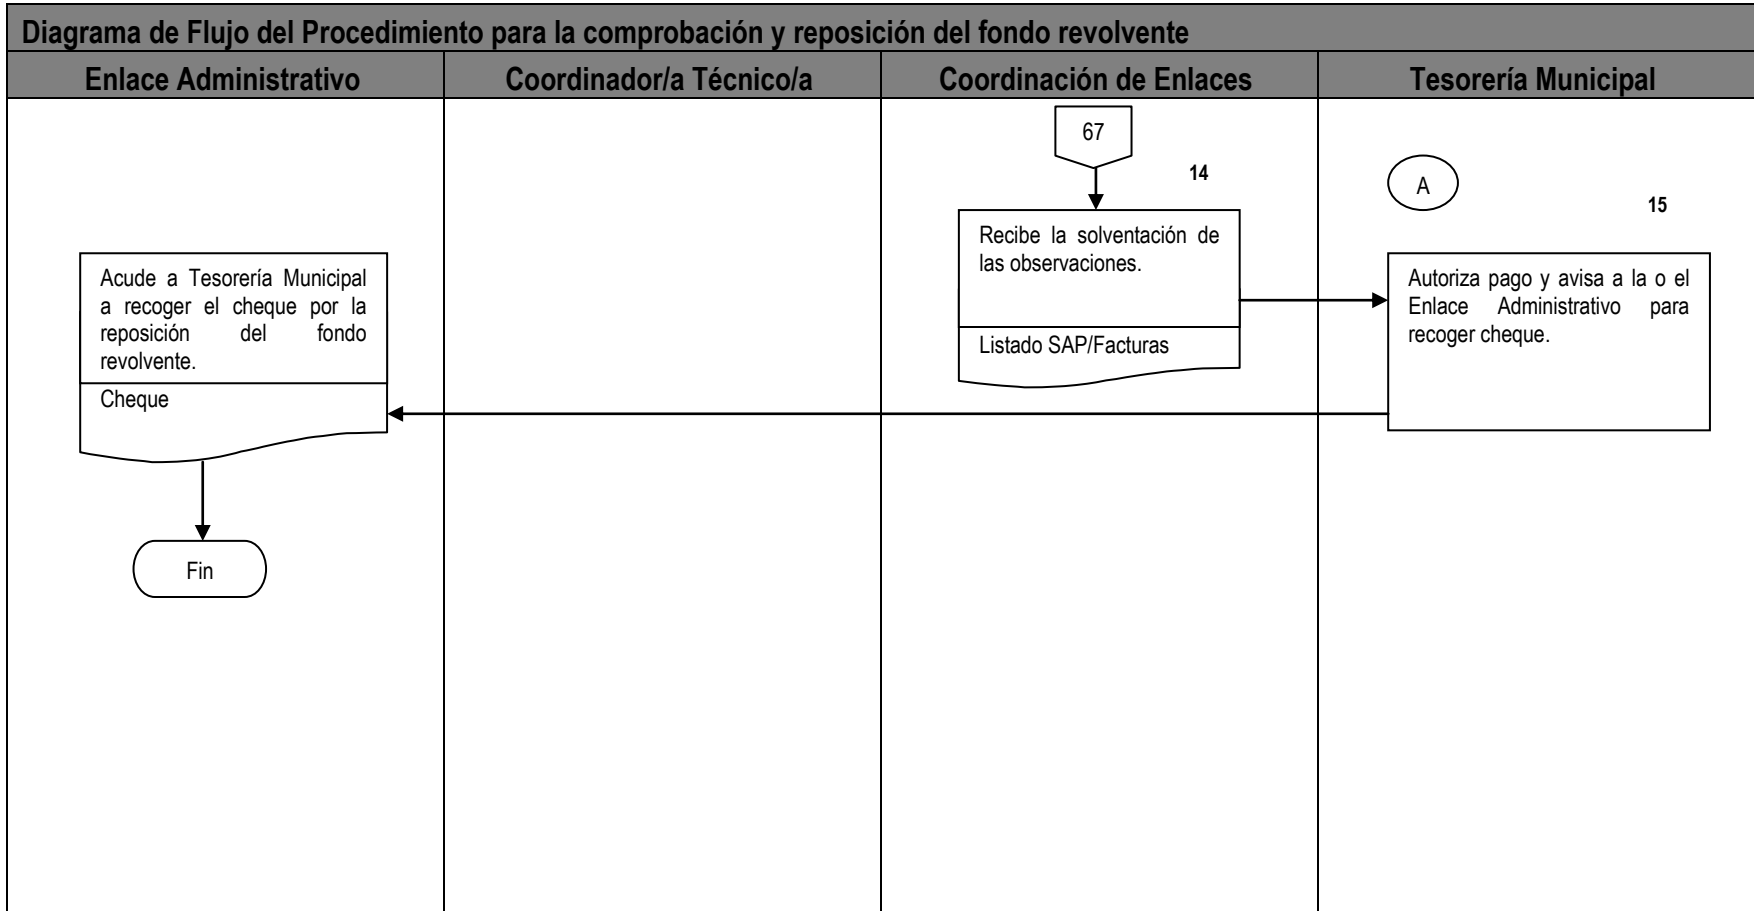 Diagrama de Flujo del Procedimiento para la comprobación y reposición del fondo revolvente
Enlace Administrativo
Coordinador/a Técnico/a
Coordinación de Enlaces
Tesorería Municipal
67
14
Recibe la solventación de
las observaciones.
Listado SAP/Facturas
A
15
Autoriza pago y avisa a la o el
Enlace Administrativo para
recoger cheque.
Acude a Tesorería Municipal
a recoger el cheque por la
reposición del fondo
revolvente.
Cheque
Fin